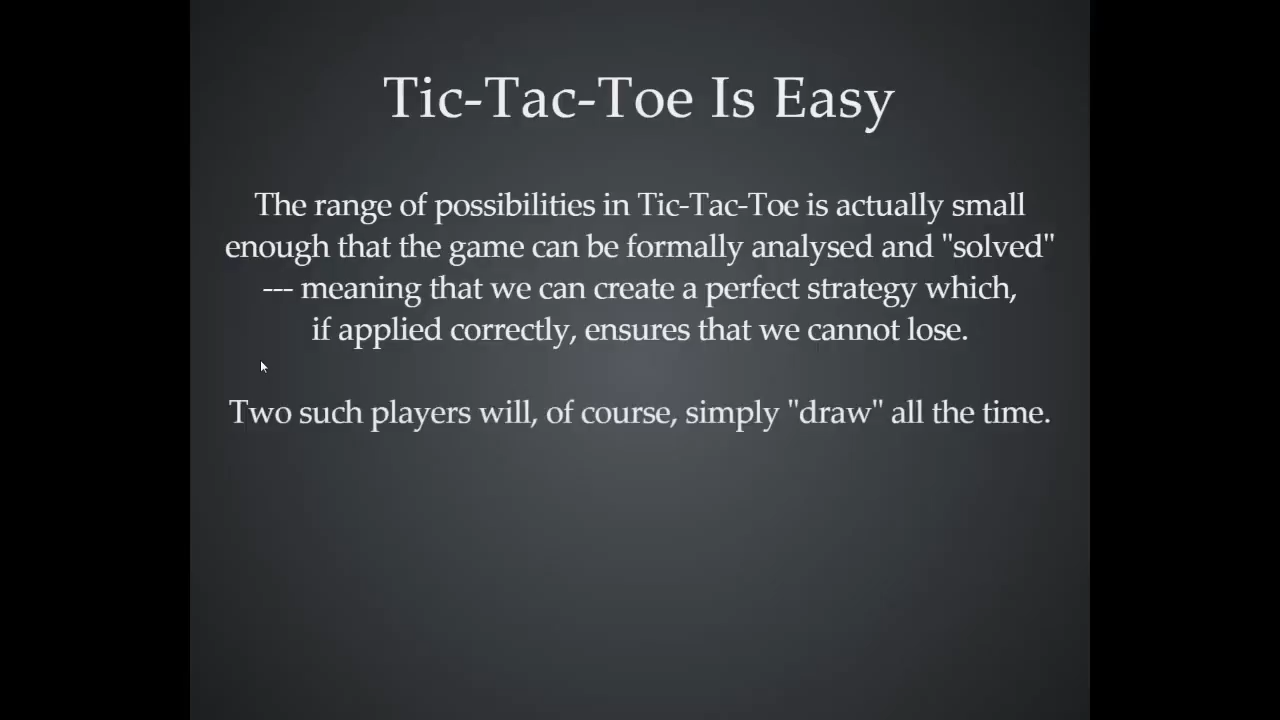 Tic-Tac-Toe Is Easy
The range of possibilities in Tic-Tac-Toe is actually small
enough that the game can be formally analysed and "solved"
--- meaning that we can create a perfect strategy which,
if applied correctly, ensures that we cannot lose.
Two such players will, of course, simply "draw" all the time.